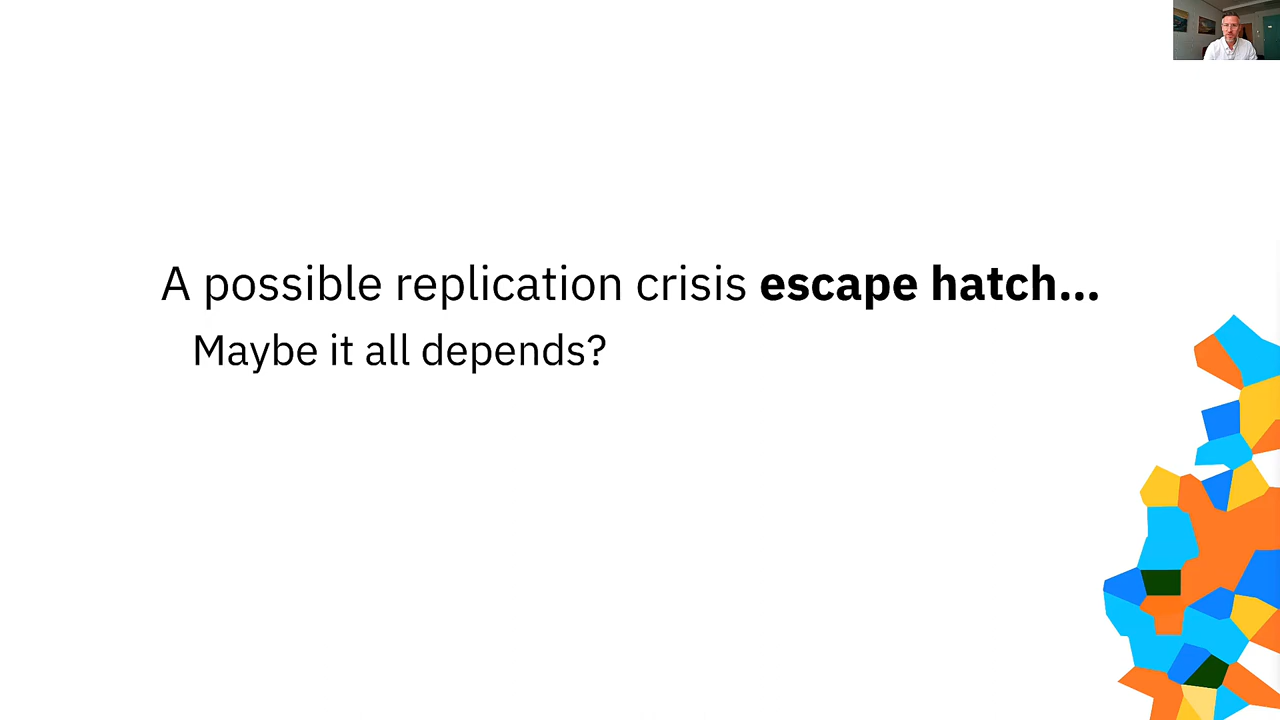 A possible replication crisis escape hatch...
Maybe it all depends?